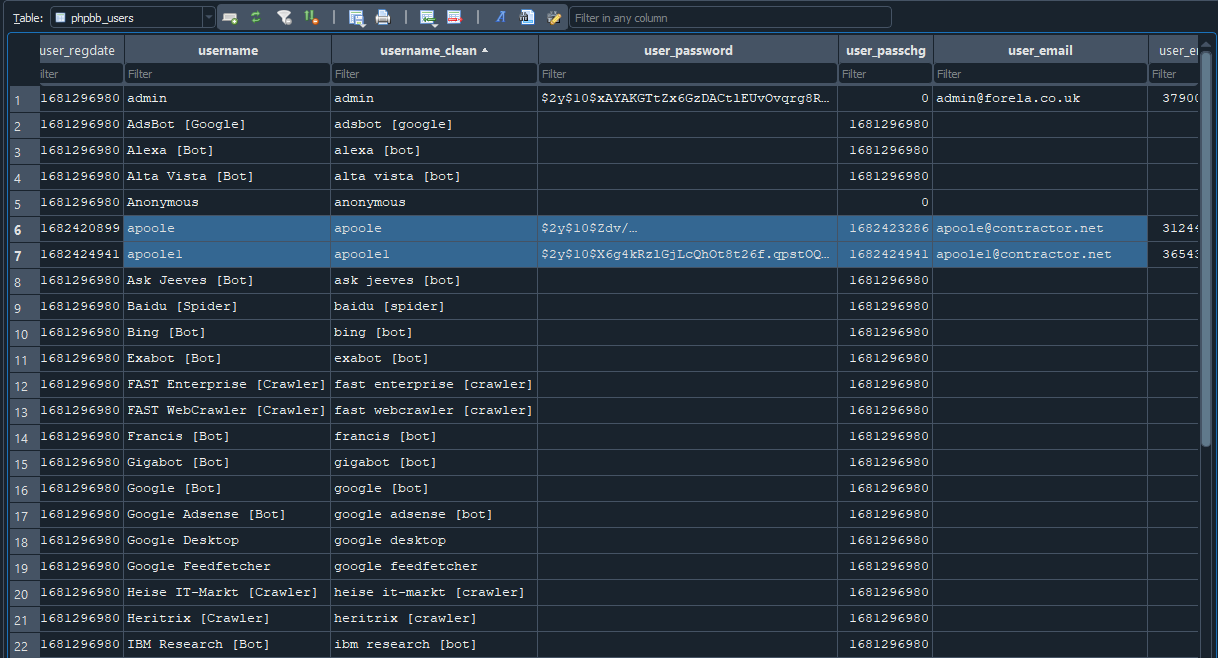 Table: phpbb_users Filter in any column
user_regdate username username_clean user_password user_passchg user_email user_e
ilter Filter Filter Filter Filter Filter Filter
1 1681296980 admin admin $2y$10$xAYAKGTtZx6GzDACtlEUvOvqrg8R… 0 admin@forela.co.uk 37900
2 1681296980 AdsBot [Google] adsbot [google] 1681296980
3 1681296980 Alexa [Bot] alexa [bot] 1681296980
4 1681296980 Alta Vista [Bot] alta vista [bot] 1681296980
5 1681296980 Anonymous anonymous 0
6 1682420899 apoole apoole $2y$10$Zdv/… 1682423286 apoole@contractor.net 31244
7 1682424941 apoole1 apoole1 $2y$10$X6g4kRzlGjLcQhOt8t26f.qpstOQ… 1682424941 apoole1@contractor.net 36543
8 1681296980 Ask Jeeves [Bot] ask jeeves [bot] 1681296980
9 1681296980 Baidu [Spider] baidu [spider] 1681296980
10 1681296980 Bing [Bot] bing [bot] 1681296980
11 1681296980 Exabot [Bot] exabot [bot] 1681296980
12 1681296980 FAST Enterprise [Crawler] fast enterprise [crawler] 1681296980
13 1681296980 FAST WebCrawler [Crawler] fast webcrawler [crawler] 1681296980
14 1681296980 Francis [Bot] francis [bot] 1681296980
15 1681296980 Gigabot [Bot] gigabot [bot] 1681296980
16 1681296980 Google [Bot] google [bot] 1681296980
17 1681296980 Google Adsense [Bot] google adsense [bot] 1681296980
18 1681296980 Google Desktop google desktop 1681296980
19 1681296980 Google Feedfetcher google feedfetcher 1681296980
20 1681296980 Heise IT-Markt [Crawler] heise it-markt [crawler] 1681296980
21 1681296980 Heritrix [Crawler] heritrix [crawler] 1681296980
22 1681296980 IBM Research [Bot] ibm research [bot] 1681296980